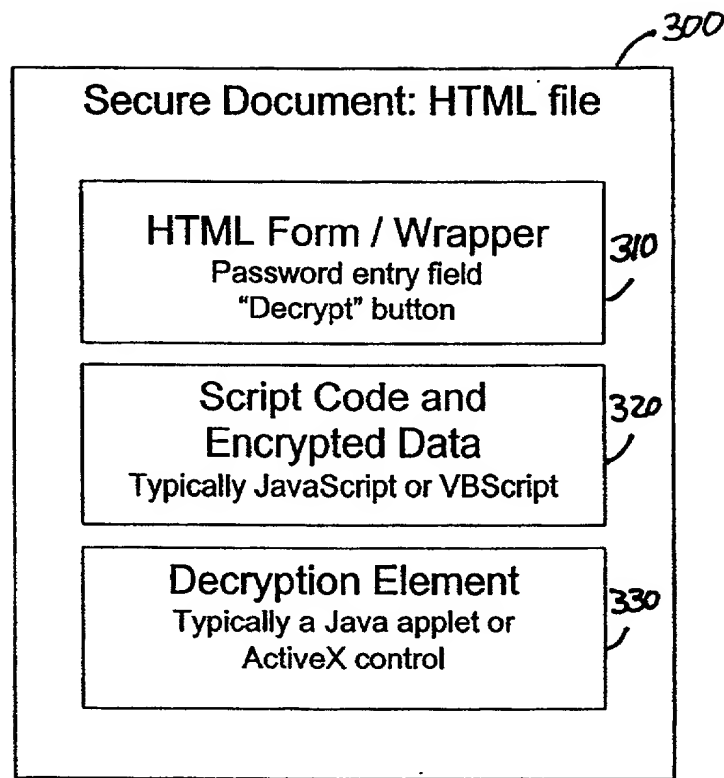 300
Secure Document: HTML file
HTML Form / Wrapper
Password entry field
"Decrypt" button
310
Script Code and
Encrypted Data
Typically JavaScript or VBScript
320
Decryption Element
Typically a Java applet or
ActiveX control
330